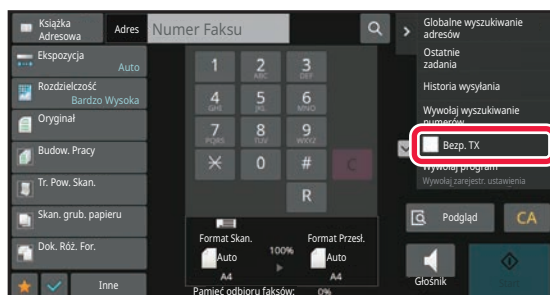 Książka
Adresowa
Adres
Numer Faksu
Ekspozycja
Auto
Rozdzielczość
Bardzo Wysoka
Oryginał
Budow. Pracy
Tr. Pow. Skan.
Skan. grub. papieru
Dok. Róż. For.
Inne
1
2
ABC
3
DEF
4
GHI
5
JKL
6
MNO
7
PQRS
8
TUV
9
WXYZ
0
#
C
R
Format Skan.
100%
Format Przesł.
Auto
Auto
A4
A4
Pamięć odbioru faksów: 0%
Globalne wyszukiwanie
adresów
Ostatnie
zadania
Historia wysyłania
Wywołaj wyszukiwanie
numerów
Bezp. TX
Wywołaj program
Wywołaj zarejestr. ustawienia
Podgląd
CA
Głośnik
Start